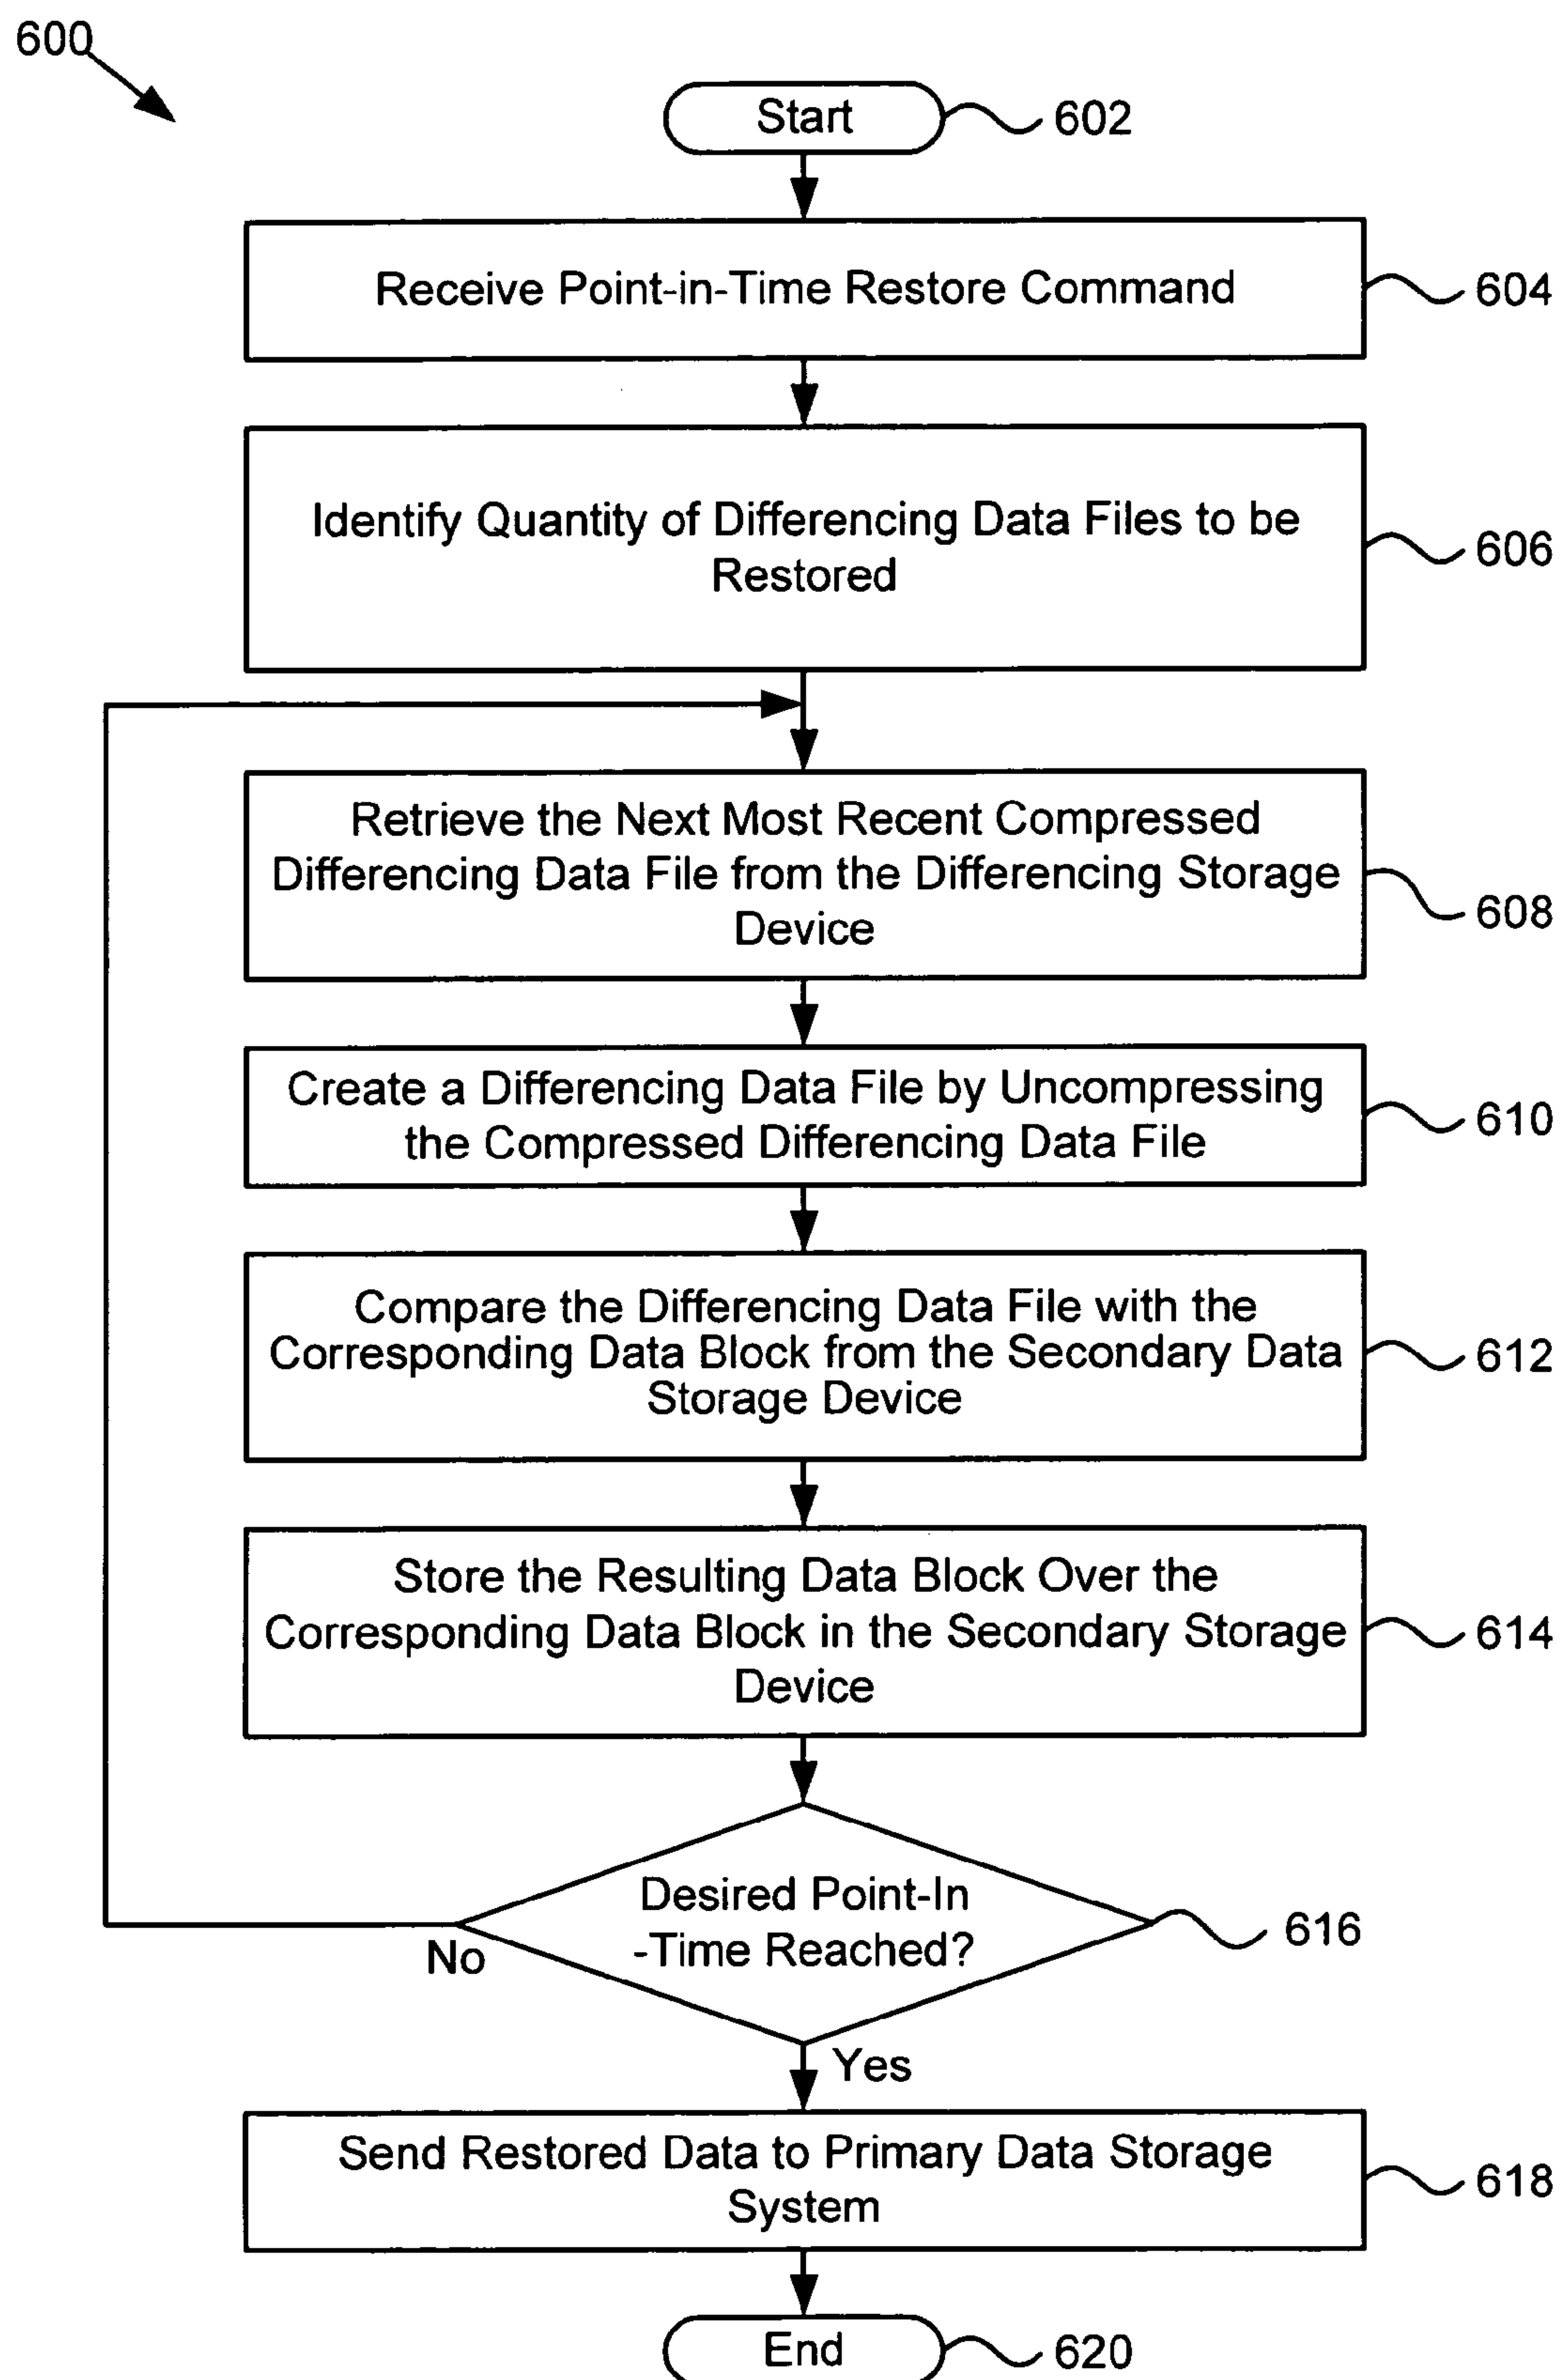 600
Start
602
Receive Point-in-Time Restore Command
604
Identify Quantity of Differencing Data Files to be
Restored
606
Retrieve the Next Most Recent Compressed
Differencing Data File from the Differencing Storage
Device
608
Create a Differencing Data File by Uncompressing
the Compressed Differencing Data File
610
Compare the Differencing Data File with the
Corresponding Data Block from the Secondary Data
Storage Device
612
Store the Resulting Data Block Over the
Corresponding Data Block in the Secondary Storage
Device
614
Desired Point-In
-Time Reached?
616
No
Yes
Send Restored Data to Primary Data Storage
System
618
End
620